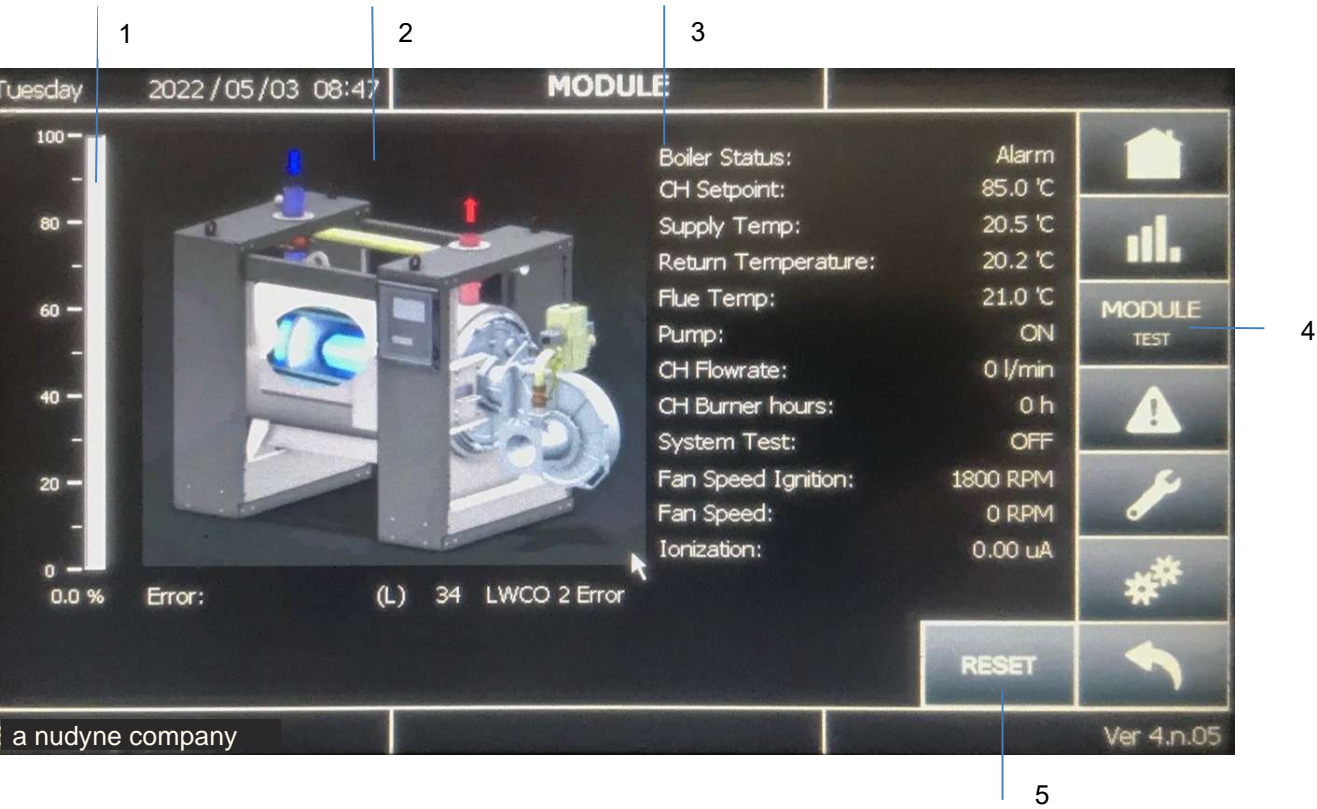 1
2
3
Tuesday 2022/05/03 08:47 MODULE
100
80
60
40
20
0
0.0 %
Boiler Status: Alarm
CH Setpoint: 85.0 'C
Supply Temp: 20.5 'C
Return Temperature: 20.2 'C
Flue Temp: 21.0 'C
Pump: ON
CH Flowrate: 0 l/min
CH Burner hours: 0 h
System Test: OFF
Fan Speed Ignition: 1800 RPM
Fan Speed: 0 RPM
Ionization: 0.00 uA
MODULE
TEST
4
Error: (L) 34 LWCO 2 Error
RESET
a nudyne company
Ver 4.n.05
5